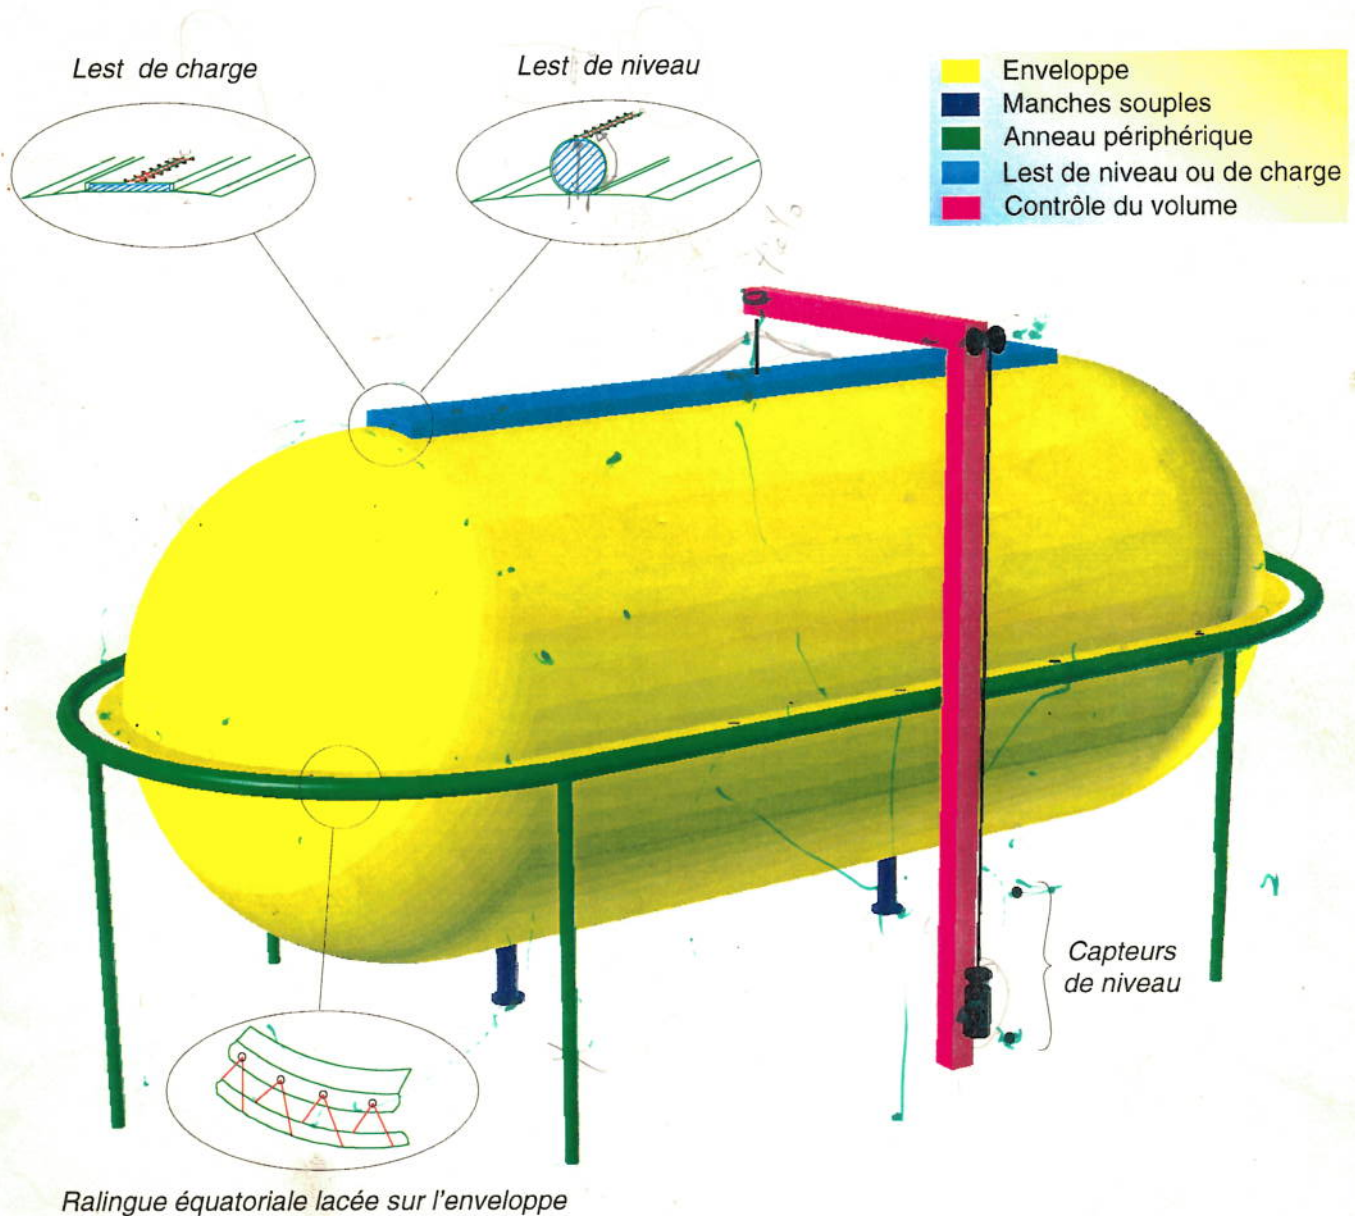 Lest de charge
Lest de niveau
Enveloppe
Manches souples
Anneau périphérique
Lest de niveau ou de charge
Contrôle du volume
Capteurs
de niveau
Ralingue équatoriale lacée sur l'enveloppe